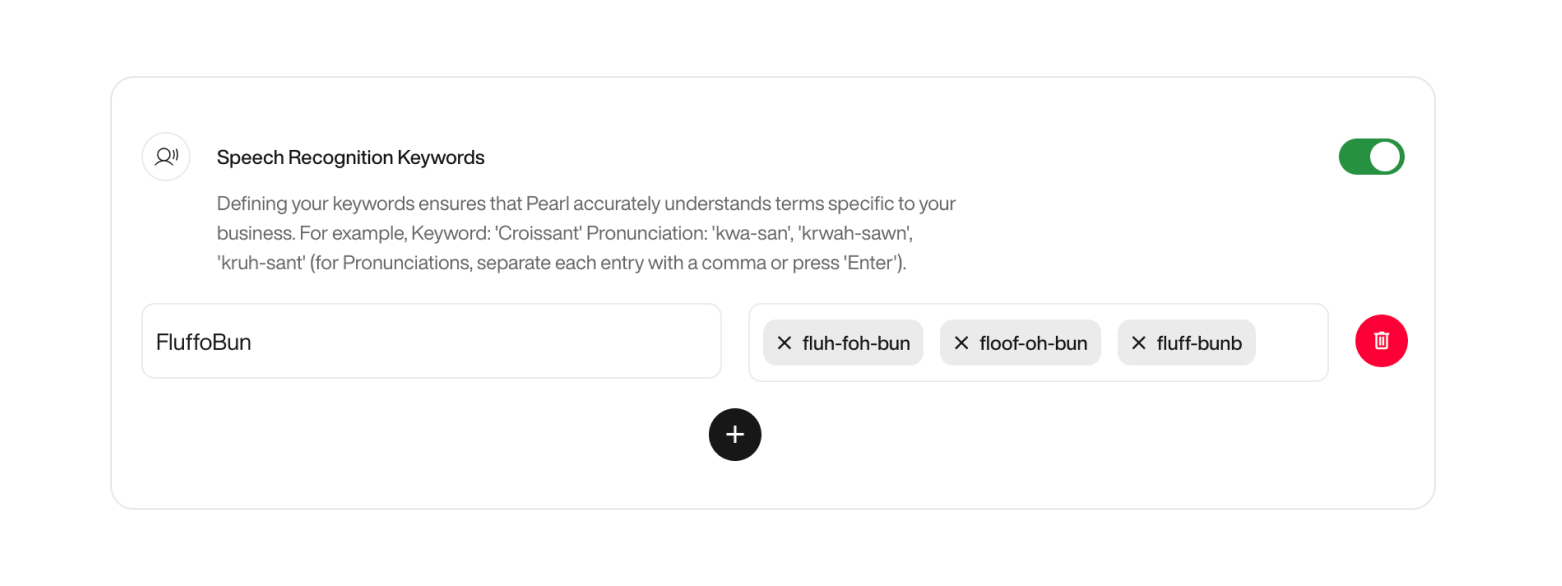 Speech Recognition Keywords
Defining your keywords ensures that Pearl accurately understands terms specific to your
business. For example, Keyword: 'Croissant' Pronunciation: 'kwa-san', 'krwah-sawn',
'kruh-sant' (for Pronunciations, separate each entry with a comma or press 'Enter').
FluffoBun
fluh-foh-bun
floof-oh-bun
fluff-bunb